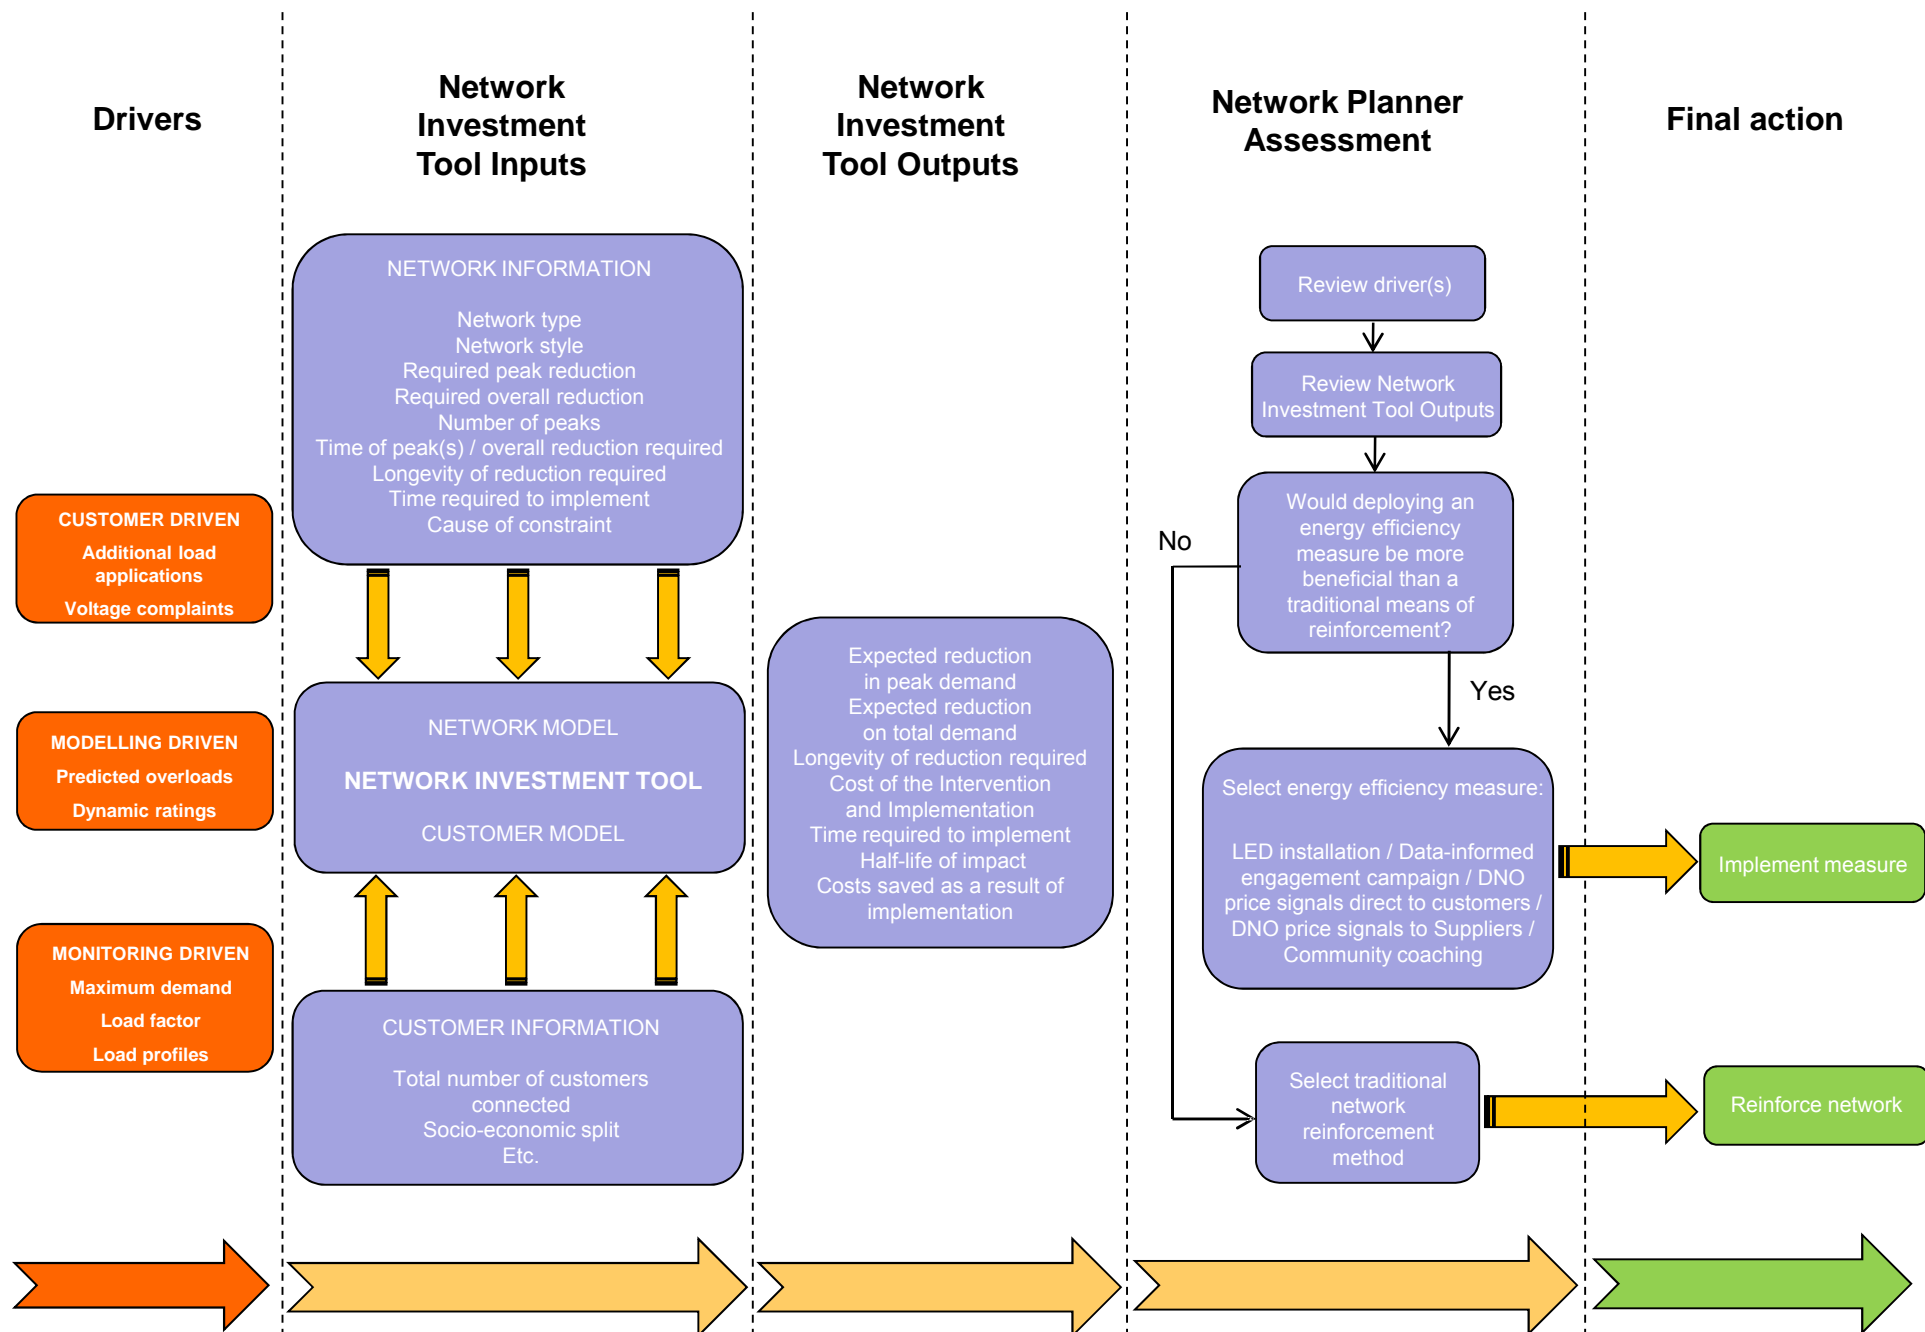 Drivers
Network
Investment
Tool Inputs
Network
Investment
Tool Outputs
Network Planner
Assessment
Final action
CUSTOMER DRIVEN
Additional load
applications
Voltage complaints
MODELLING DRIVEN
Predicted overloads
Dynamic ratings
MONITORING DRIVEN
Maximum demand
Load factor
Load profiles
NETWORK INFORMATION
Network type
Network style
Required peak reduction
Required overall reduction
Number of peaks
Time of peak(s) / overall reduction required
Longevity of reduction required
Time required to implement
Cause of constraint
NETWORK MODEL
NETWORK INVESTMENT TOOL
CUSTOMER MODEL
CUSTOMER INFORMATION
Total number of customers
connected
Socio-economic split
Etc.
Expected reduction
in peak demand
Expected reduction
on total demand
Longevity of reduction required
Cost of the Intervention
and Implementation
Time required to implement
Half-life of impact
Costs saved as a result of
implementation
Review driver(s)
Review Network
Investment Tool Outputs
Would deploying an
energy efficiency
measure be more
beneficial than a
traditional means of
reinforcement?
No
Yes
Select energy efficiency measure:
LED installation / Data-informed
engagement campaign / DNO
price signals direct to customers /
DNO price signals to Suppliers /
Community coaching
Select traditional
network
reinforcement
method
Implement measure
Reinforce network